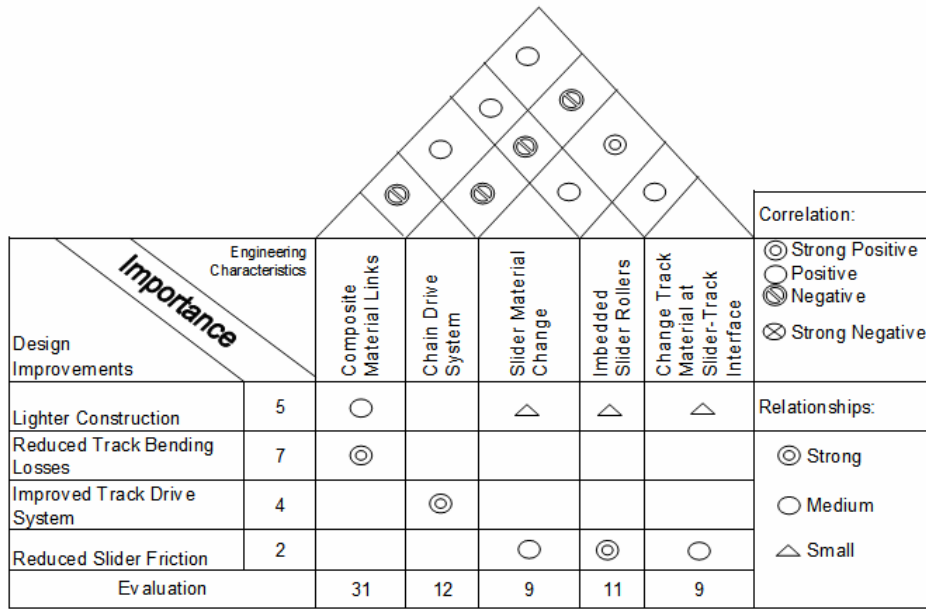 Correlation:
Strong Positive
Positive
Negative
Strong Negative
Engineering
Characteristics
Importance
Design
Improvements
Composite
Material Links
Chain Drive
System
Slider Material
Change
Imbedded
Slider Rollers
Change Track
Material at
Slider-Track
Interface
Lighter Construction 5
Relationships:
Reduced Track Bending
Losses 7
Strong
Improved Track Drive
System 4
Medium
Reduced Slider Friction 2
Small
Evaluation 31 12 9 11 9